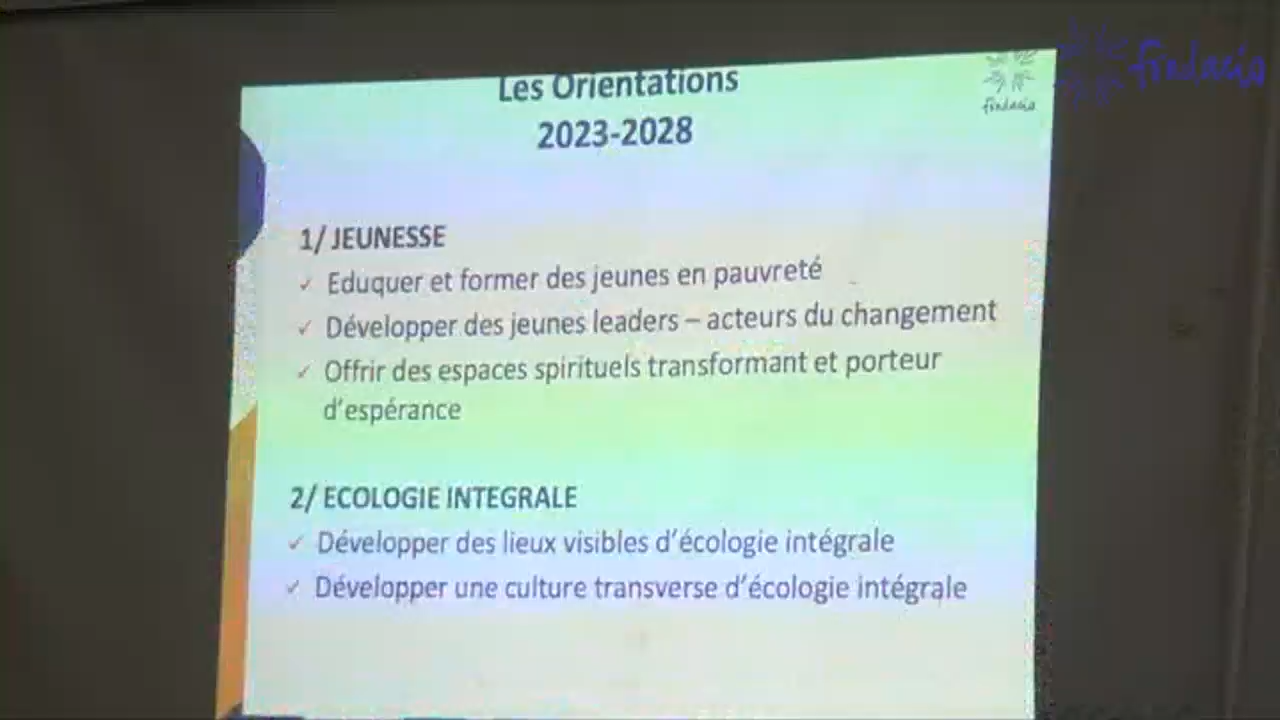 Les Orientations
2023-2028
fondacio
fondacio
1/ JEUNESSE
✓ Eduquer et former des jeunes en pauvreté
✓ Développer des jeunes leaders – acteurs du changement
✓ Offrir des espaces spirituels transformant et porteur
d'espérance
2/ ECOLOGIE INTEGRALE
✓ Développer des lieux visibles d'écologie intégrale
✓ Développer une culture transverse d'écologie intégrale